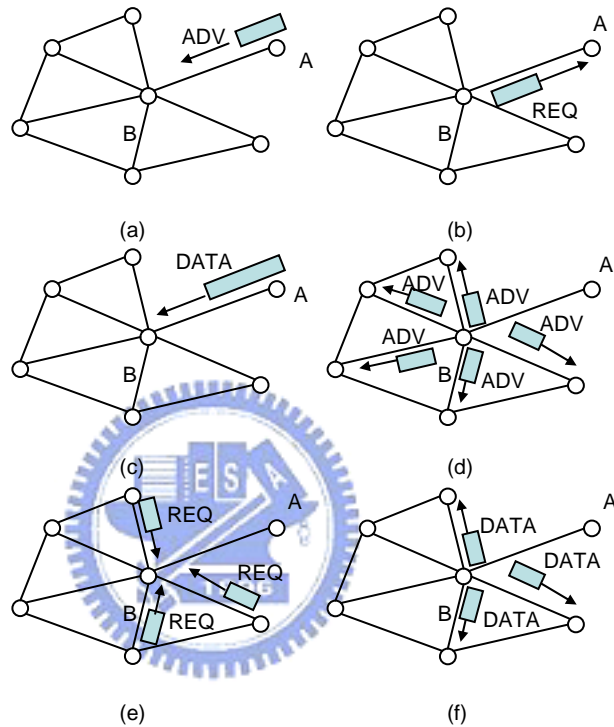 ADV
A
B
(a)
REQ
A
B
(b)
DATA
A
B
(c)
ADV
ADV
ADV
ADV
ADV
A
B
(d)
REQ
REQ
REQ
A
B
E S A
(e)
DATA
DATA
DATA
A
B
(f)